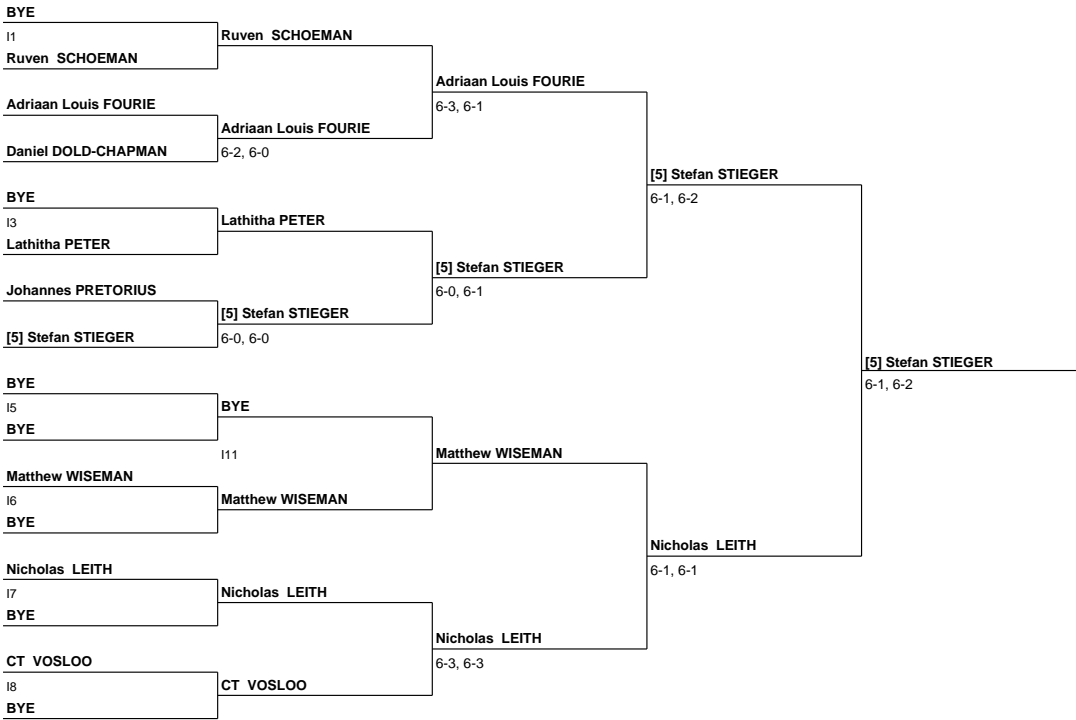 BYE
I1
Ruven SCHOEMAN
Adriaan Louis FOURIE
Daniel DOLD-CHAPMAN
BYE
I3
Lathitha PETER
Johannes PRETORIUS
[5] Stefan STIEGER
BYE
I5
BYE
Matthew WISEMAN
I6
BYE
Nicholas LEITH
I7
BYE
CT VOSLOO
I8
BYE
Ruven SCHOEMAN
Adriaan Louis FOURIE
6-2, 6-0
Lathitha PETER
[5] Stefan STIEGER
6-0, 6-0
BYE
I11
Matthew WISEMAN
Nicholas LEITH
CT VOSLOO
Adriaan Louis FOURIE
6-3, 6-1
[5] Stefan STIEGER
6-0, 6-1
Matthew WISEMAN
Nicholas LEITH
6-3, 6-3
[5] Stefan STIEGER
6-1, 6-2
Nicholas LEITH
6-1, 6-1
[5] Stefan STIEGER
6-1, 6-2